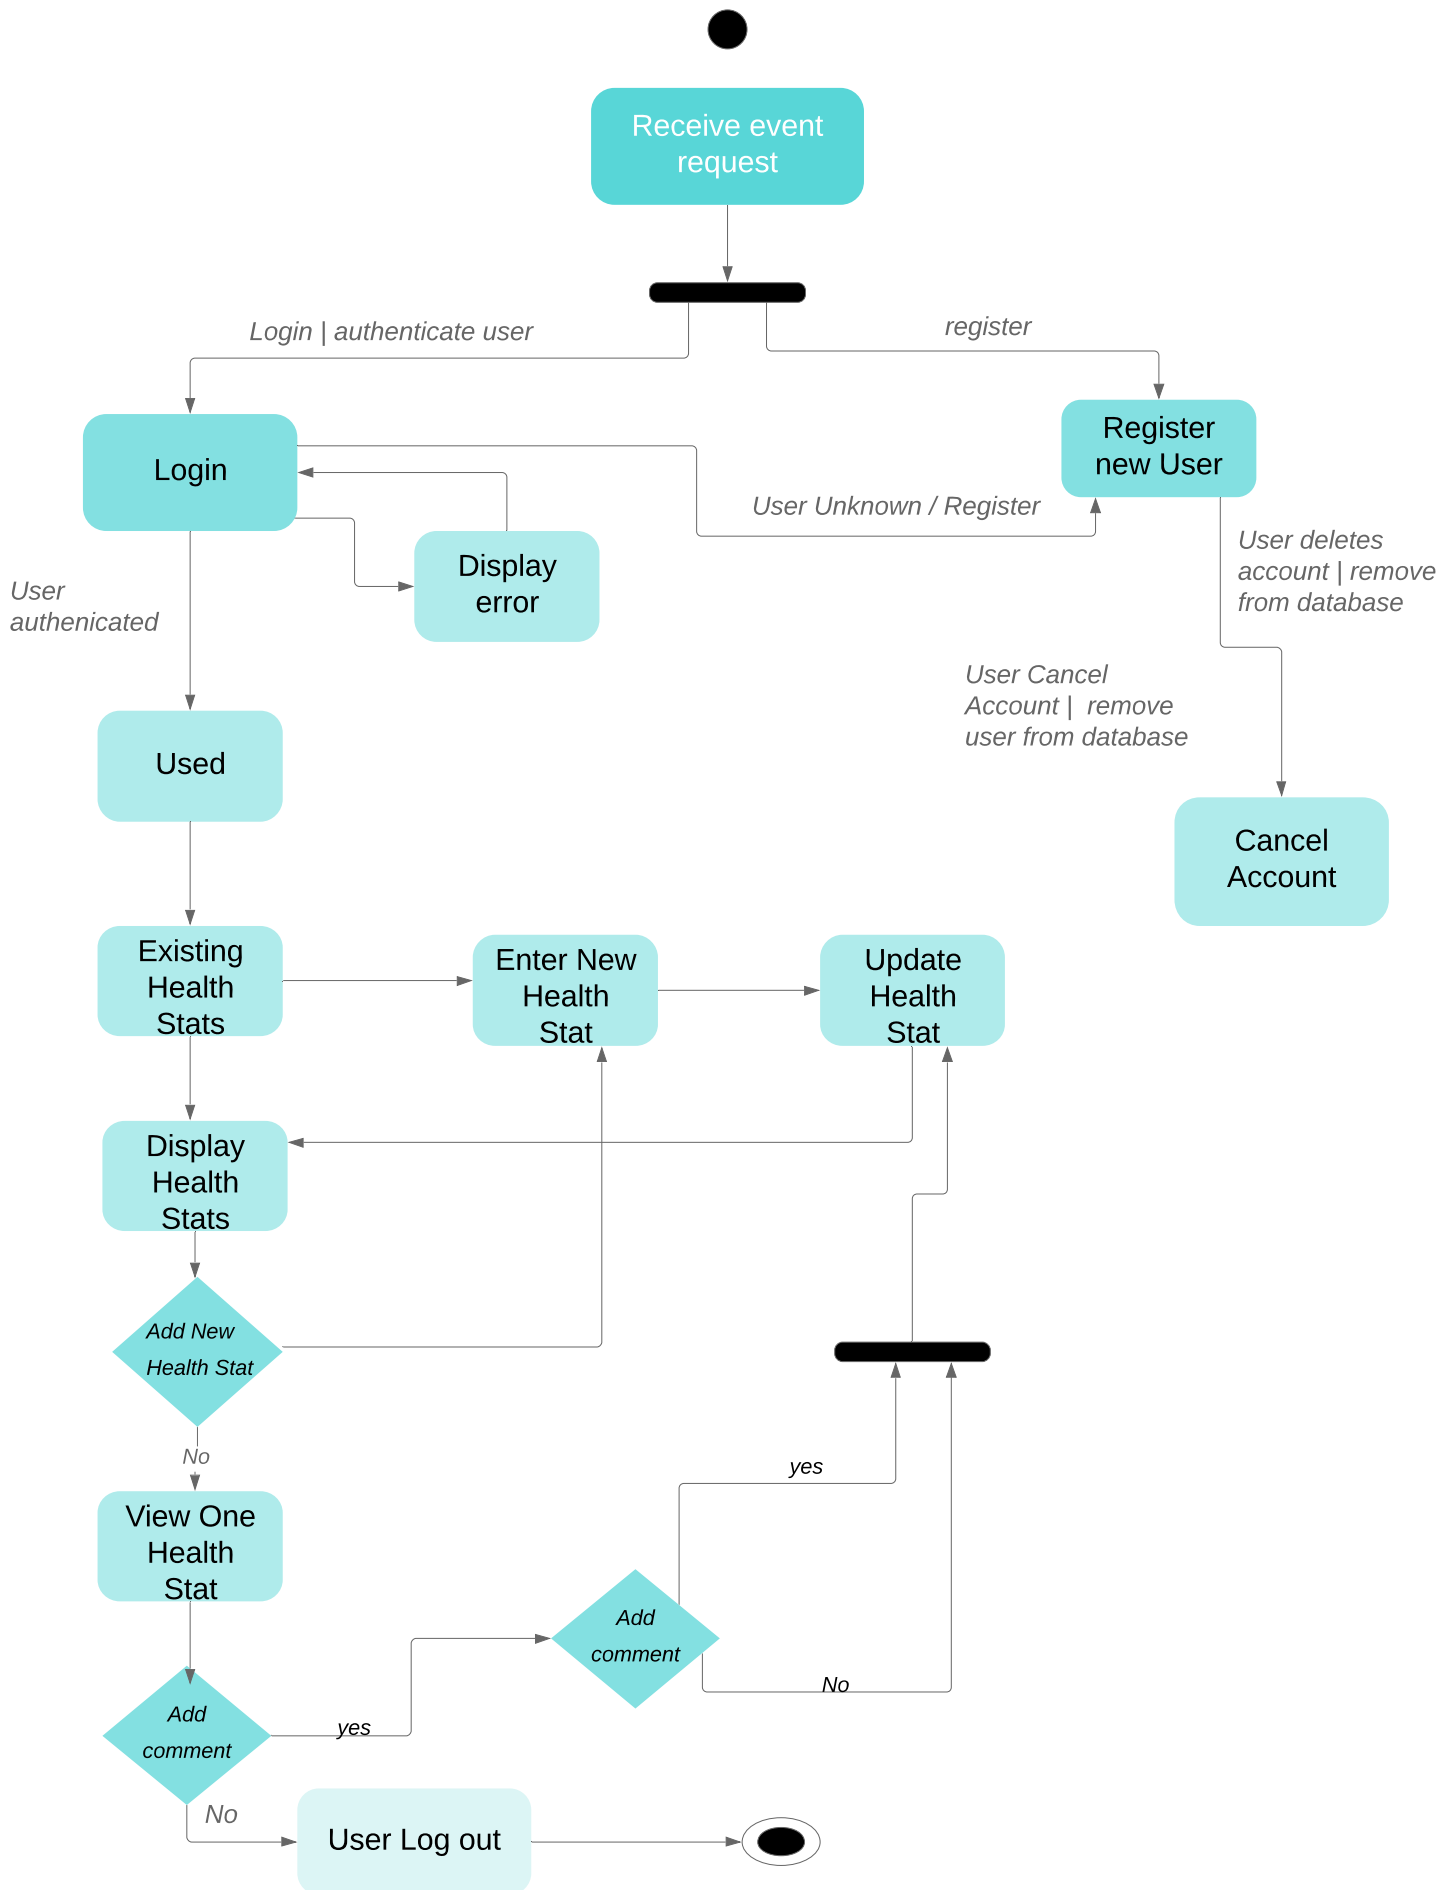 Receive event
request
Login | authenticate user
register
Login
Register
new User
User Unknown / Register
Display
error
User
authenicated
User deletes
account | remove
from database
User Cancel
Account |  remove
user from database
Used
Cancel
Account
Existing
Health
Stats
Enter New
Health
Stat
Update
Health
Stat
Display
Health
Stats
Add New
Health Stat
No
View One
Health
Stat
yes
Add
comment
No
Add
comment
yes
No
User Log out